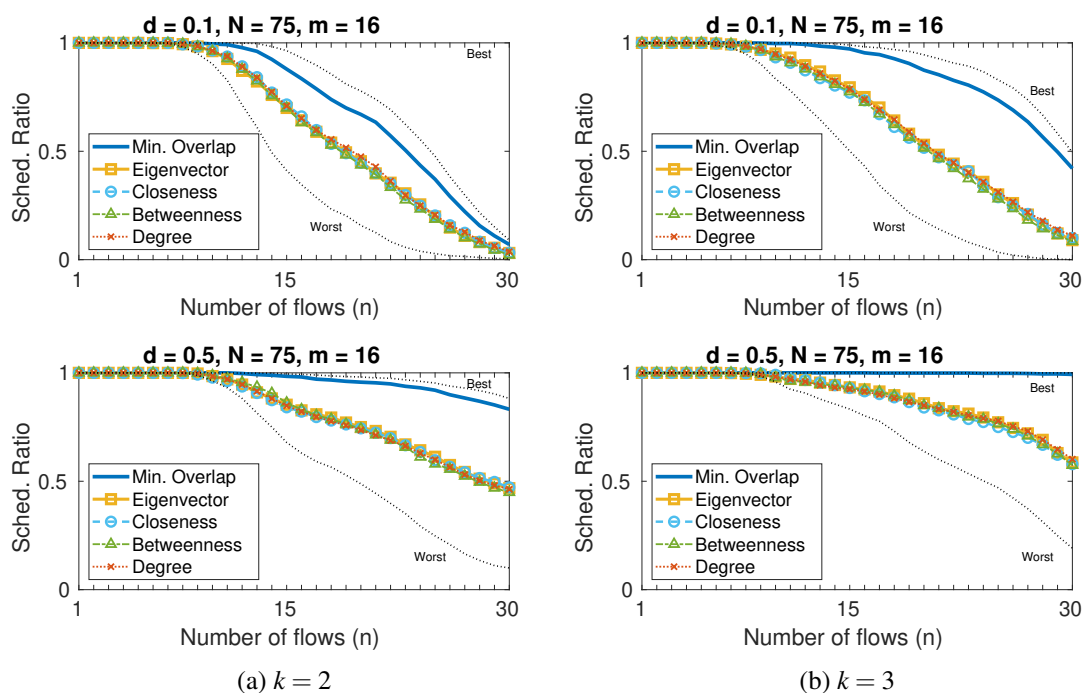 d = 0.1, N = 75, m = 16
1
0.5
0
Sched. Ratio
Best
Worst
Min. Overlap
Eigenvector
Closeness
Betweenness
Degree
1 15 30
Number of flows (n)
d = 0.1, N = 75, m = 16
1
0.5
0
Sched. Ratio
Best
Worst
Min. Overlap
Eigenvector
Closeness
Betweenness
Degree
1 15 30
Number of flows (n)
d = 0.5, N = 75, m = 16
1
0.5
0
Sched. Ratio
Best
Worst
Min. Overlap
Eigenvector
Closeness
Betweenness
Degree
1 15 30
Number of flows (n)
d = 0.5, N = 75, m = 16
1
0.5
0
Sched. Ratio
Best
Worst
Min. Overlap
Eigenvector
Closeness
Betweenness
Degree
1 15 30
Number of flows (n)
(a) k = 2
(b) k = 3